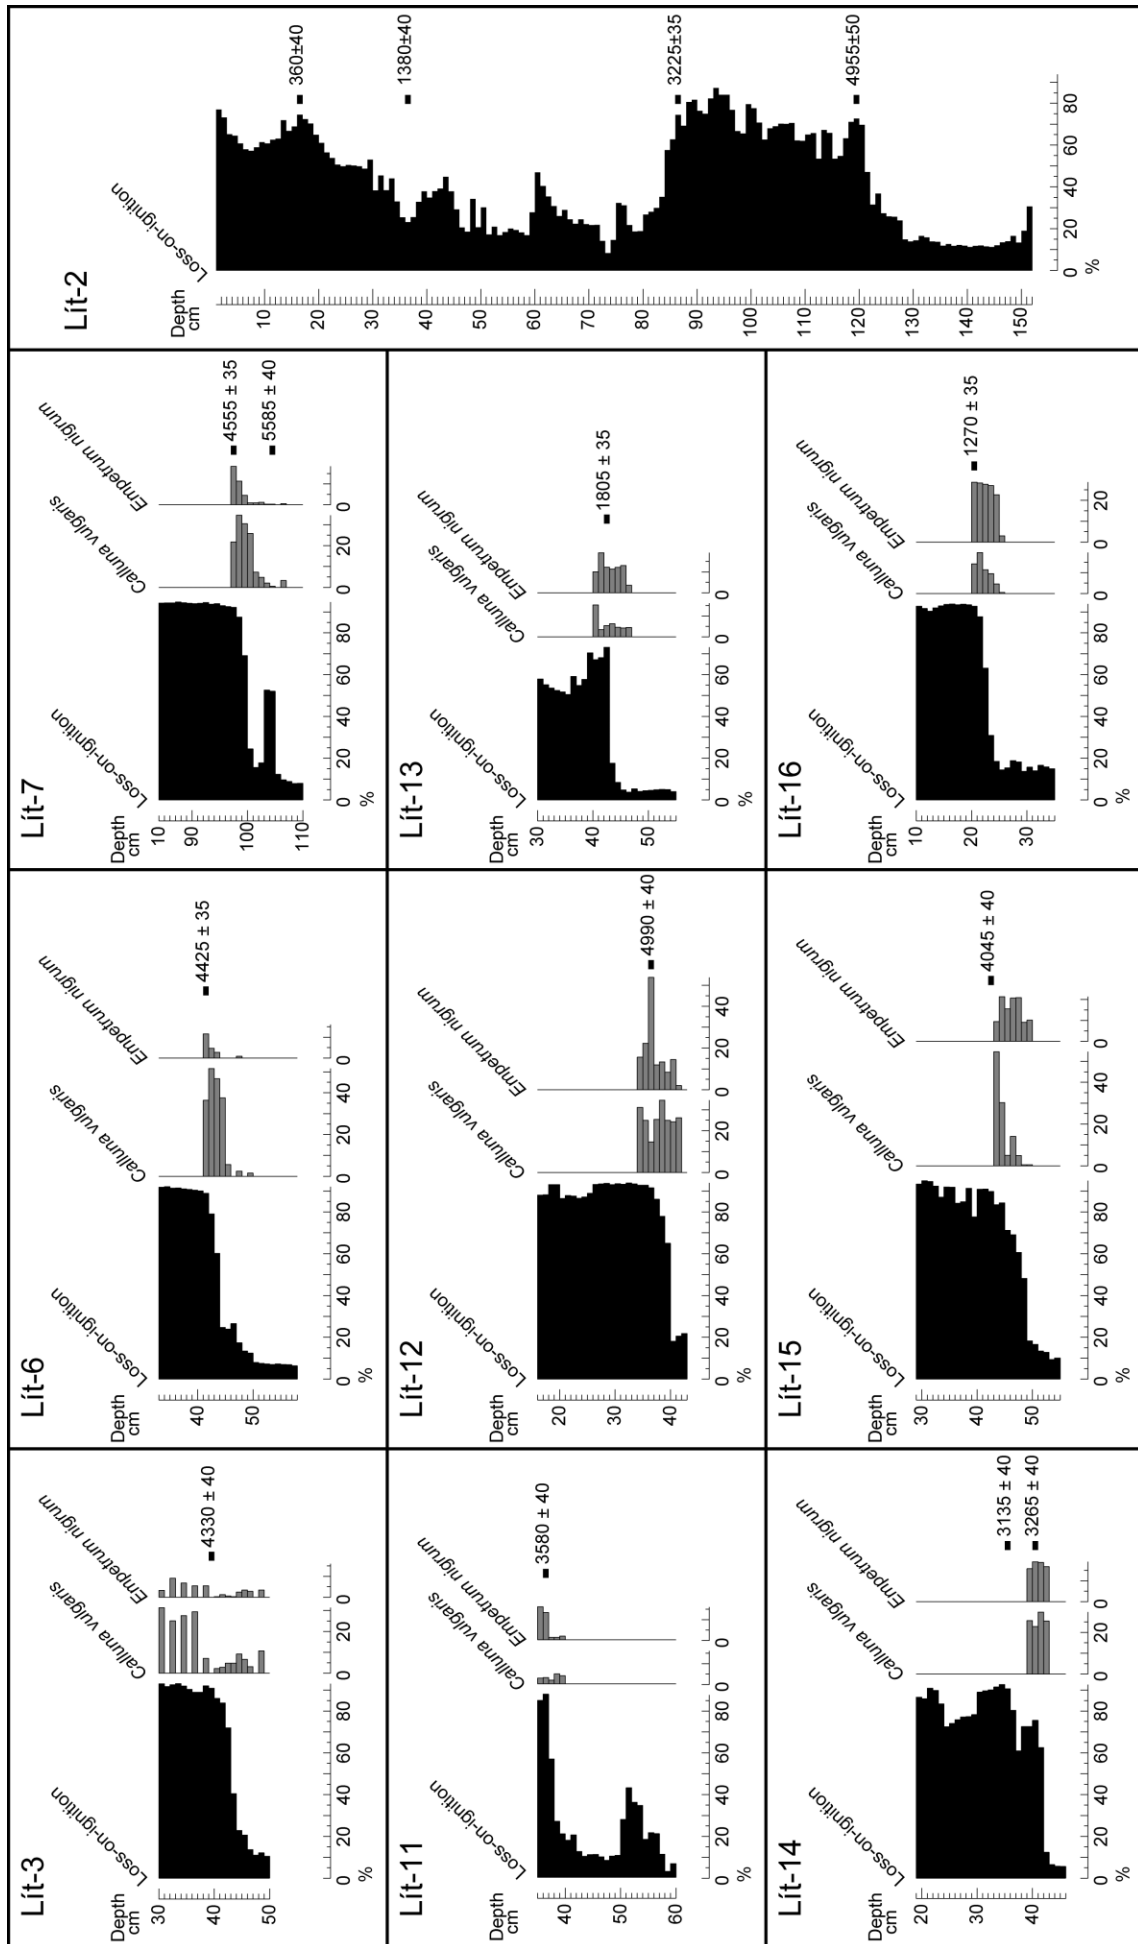 Lít-3
Depth
cm
Loss-on-ignition
Calluna vulgaris
Empetrum nigrum
4330 ± 40
30
40
50
0 20 40 60 80
%
0 20
0
Lít-6
Depth
cm
Loss-on-ignition
Calluna vulgaris
Empetrum nigrum
4425 ± 35
40
50
0 20 40 60 80
%
0 20 40
0
Lít-7
Depth
cm
Loss-on-ignition
Calluna vulgaris
Empetrum nigrum
4555 ± 35
5585 ± 40
10
90
100
110
0 20 40 60 80
%
0 20
0
Lít-2
Depth
cm
Loss-on-ignition
360±40
1380±40
3225±35
4955±50
10
20
30
40
50
60
70
80
90
100
110
120
130
140
150
0 20 40 60 80
%
Lít-11
Depth
cm
Loss-on-ignition
Calluna vulgaris
Empetrum nigrum
3580 ± 40
40
50
60
0 20 40 60 80
%
0
0
Lít-12
Depth
cm
Loss-on-ignition
Calluna vulgaris
Empetrum nigrum
4990 ± 40
20
30
40
0 20 40 60 80
%
0 20
0 20 40
Lít-13
Depth
cm
Loss-on-ignition
Calluna vulgaris
Empetrum nigrum
1805 ± 35
30
40
50
0 20 40 60
%
0
0
Lít-14
Depth
cm
Loss-on-ignition
Calluna vulgaris
Empetrum nigrum
3135 ± 40
3265 ± 40
20
30
40
0 20 40 60 80
%
0 20
0
Lít-15
Depth
cm
Loss-on-ignition
Calluna vulgaris
Empetrum nigrum
4045 ± 40
30
40
50
0 20 40 60 80
%
0 20 40
0
Lít-16
Depth
cm
Loss-on-ignition
Calluna vulgaris
Empetrum nigrum
1270 ± 35
10
20
30
0 20 40 60 80
%
0
0 20